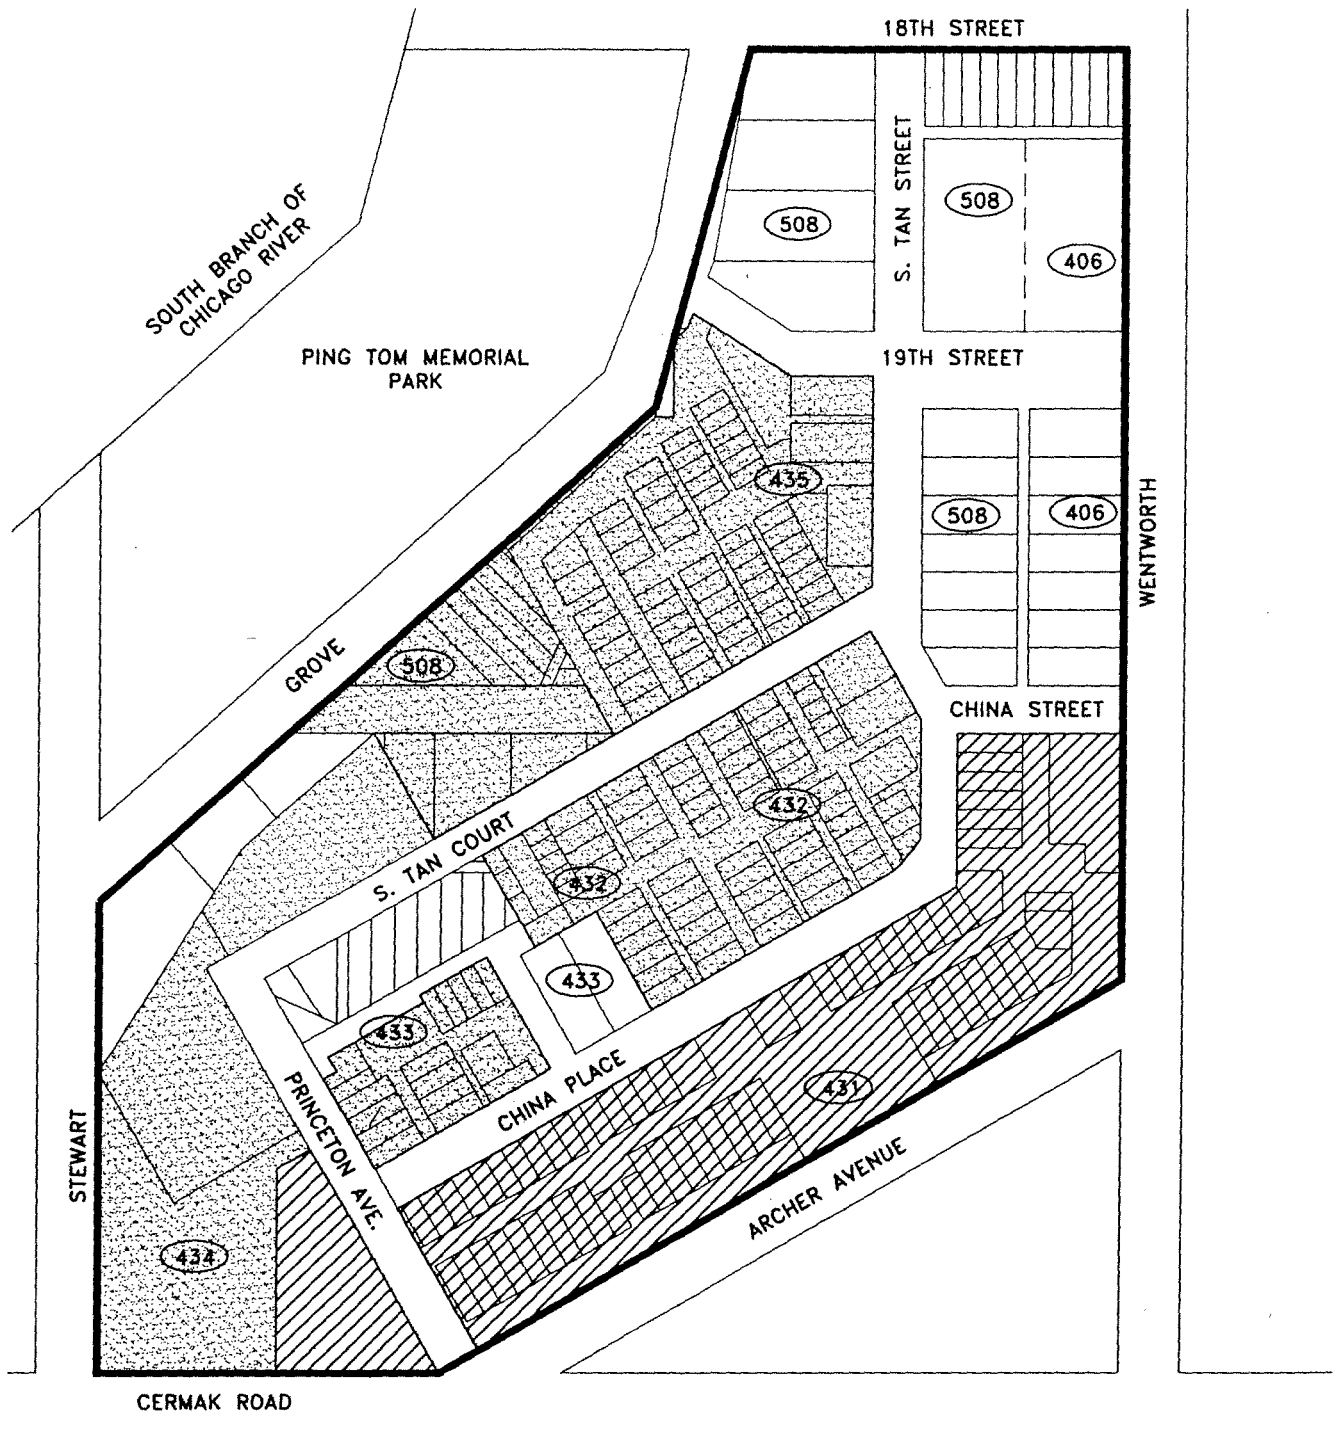 18TH STREET
S. TAN STREET
SOUTH BRANCH OF
CHICAGO RIVER
508
508
406
PING TOM MEMORIAL
PARK
19TH STREET
435
508
406
WENTWORTH
GROVE
508
CHINA STREET
432
S. TAN COURT
432
433
433
CHINA PLACE
431
PRINCETON AVE.
STEWART
ARCHER AVENUE
434
CERMAK ROAD